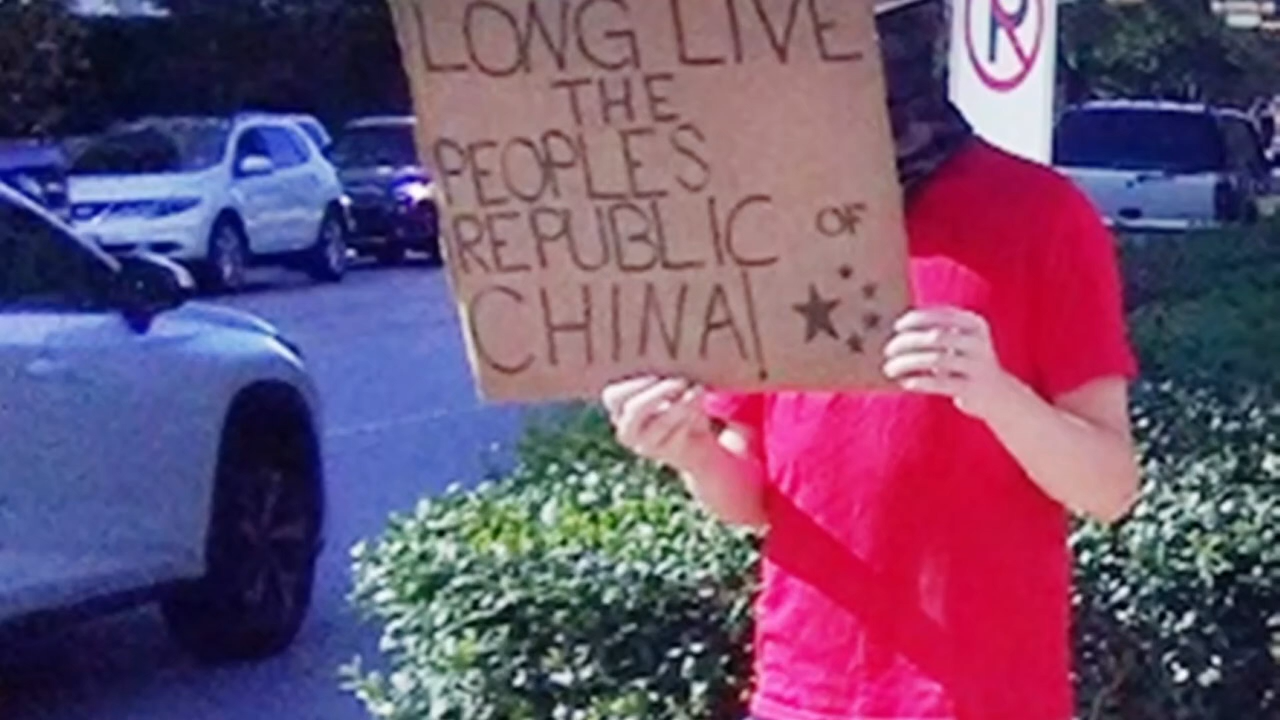 LONG LIVE
THE
PEOPLES
REPUBLIC OF
CHINA!
R